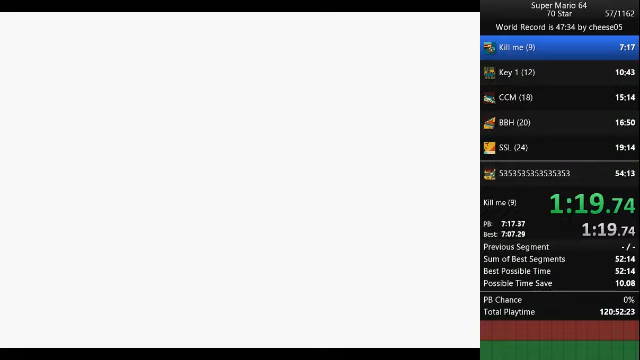 Super Mario 64
70 Star 57/1162
World Record is 47:34 by cheese05
Kill me (9) 7:17
Key 1 (12) 10:43
CCM (18) 15:14
BBH (20) 16:50
SSL (24) 19:14
5353535353535353 54:13
Kill me (9) 1:19.74
PB: 7:17.37
Best: 7:07.29 1:19.74
Previous Segment - / -
Sum of Best Segments 52:14
Best Possible Time 52:14
Possible Time Save 10.08
PB Chance 0%
Total Playtime 120:52:23